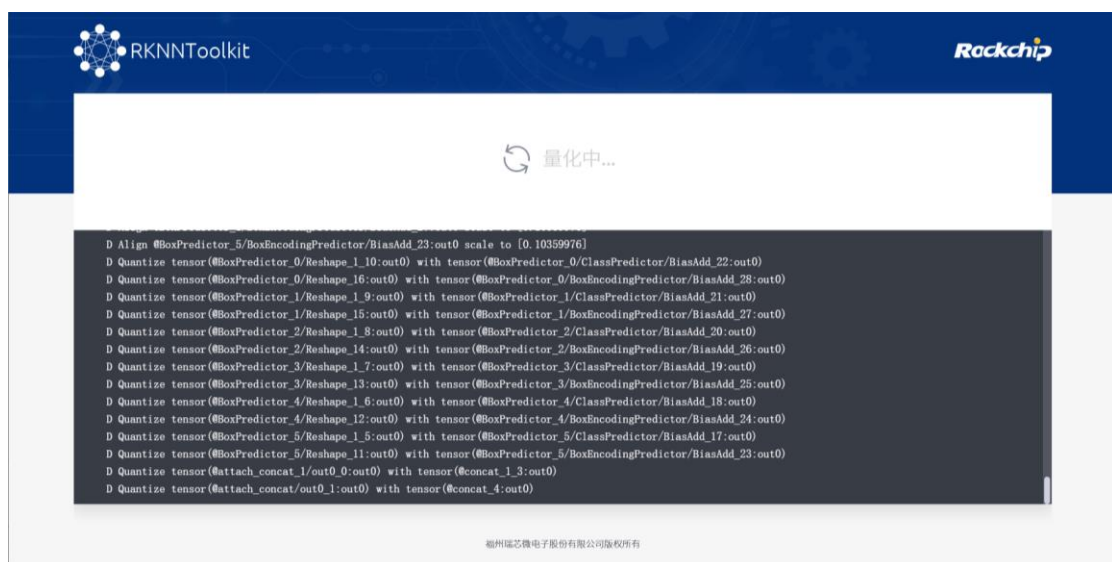 RKNNToolkit
Rockchip
量化中...
D Align @BoxPredictor_5/BoxEncodingPredictor/BiasAdd_23:out0 scale to [0.10359976]
D Quantize tensor(@BoxPredictor_0/Reshape_1_10:out0) with tensor(@BoxPredictor_0/ClassPredictor/BiasAdd_22:out0)
D Quantize tensor(@BoxPredictor_0/Reshape_16:out0) with tensor(@BoxPredictor_0/BoxEncodingPredictor/BiasAdd_28:out0)
D Quantize tensor(@BoxPredictor_1/Reshape_1_9:out0) with tensor(@BoxPredictor_1/ClassPredictor/BiasAdd_21:out0)
D Quantize tensor(@BoxPredictor_1/Reshape_15:out0) with tensor(@BoxPredictor_1/BoxEncodingPredictor/BiasAdd_27:out0)
D Quantize tensor(@BoxPredictor_2/Reshape_1_8:out0) with tensor(@BoxPredictor_2/ClassPredictor/BiasAdd_20:out0)
D Quantize tensor(@BoxPredictor_2/Reshape_14:out0) with tensor(@BoxPredictor_2/BoxEncodingPredictor/BiasAdd_26:out0)
D Quantize tensor(@BoxPredictor_3/Reshape_1_7:out0) with tensor(@BoxPredictor_3/ClassPredictor/BiasAdd_19:out0)
D Quantize tensor(@BoxPredictor_3/Reshape_13:out0) with tensor(@BoxPredictor_3/BoxEncodingPredictor/BiasAdd_25:out0)
D Quantize tensor(@BoxPredictor_4/Reshape_1_6:out0) with tensor(@BoxPredictor_4/ClassPredictor/BiasAdd_18:out0)
D Quantize tensor(@BoxPredictor_4/Reshape_12:out0) with tensor(@BoxPredictor_4/BoxEncodingPredictor/BiasAdd_24:out0)
D Quantize tensor(@BoxPredictor_5/Reshape_1_5:out0) with tensor(@BoxPredictor_5/ClassPredictor/BiasAdd_17:out0)
D Quantize tensor(@BoxPredictor_5/Reshape_11:out0) with tensor(@BoxPredictor_5/BoxEncodingPredictor/BiasAdd_23:out0)
D Quantize tensor(@attach_concat_1/out0_0:out0) with tensor(@concat_1_3:out0)
D Quantize tensor(@attach_concat/out0_1:out0) with tensor(@concat_4:out0)
福州瑞芯微电子股份有限公司版权所有